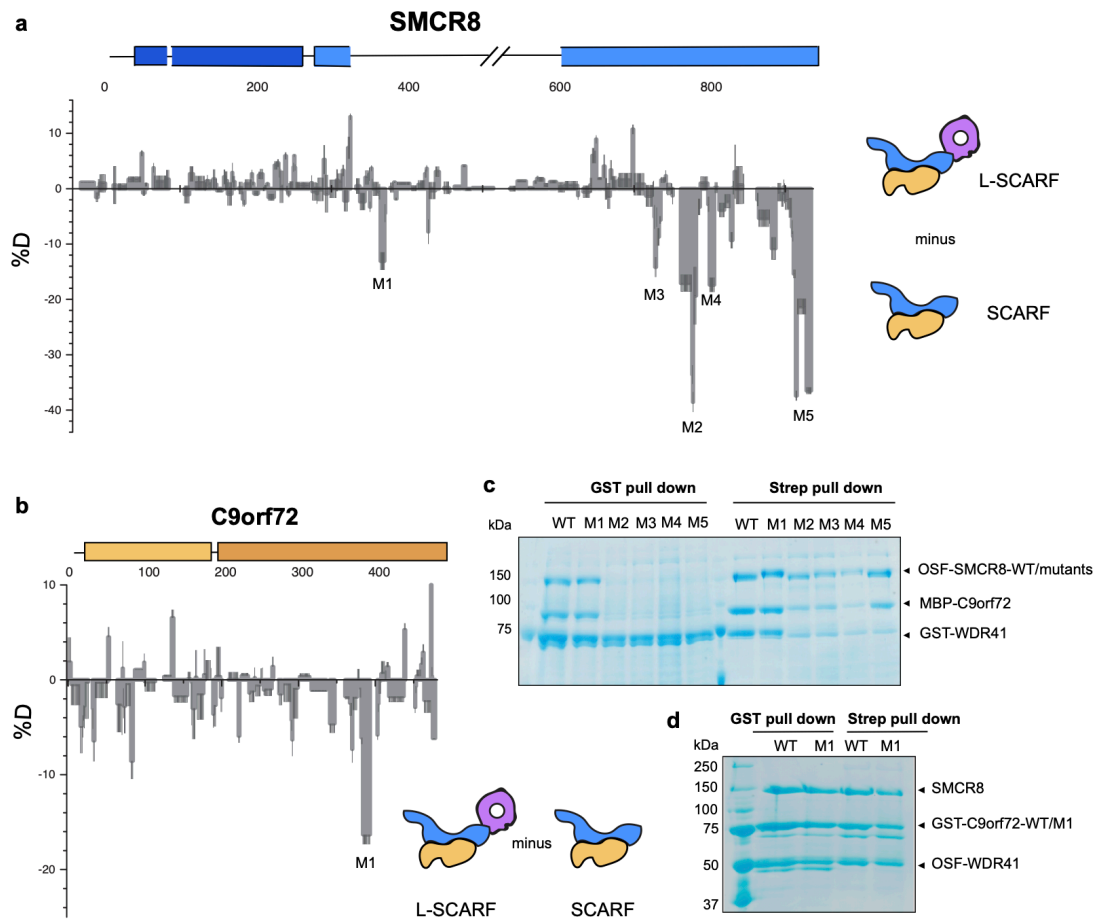 a
SMCR8
0 200 400 600 800
10
0
-10
-20
-30
-40
%D
M1
M3
M4
M2
M5
L-SCARF
minus
SCARF
b
C9orf72
0 100 200 300 400
10
0
-10
-20
%D
M1
minus
L-SCARF SCARF
c
GST pull down Strep pull down
kDa WT M1 M2 M3 M4 M5 WT M1 M2 M3 M4 M5
150
100
75
OSF-SMCR8-WT/mutants
MBP-C9orf72
GST-WDR41
d
GST pull down Strep pull down
kDa WT M1 WT M1
250
150
100
75
50
37
SMCR8
GST-C9orf72-WT/M1
OSF-WDR41